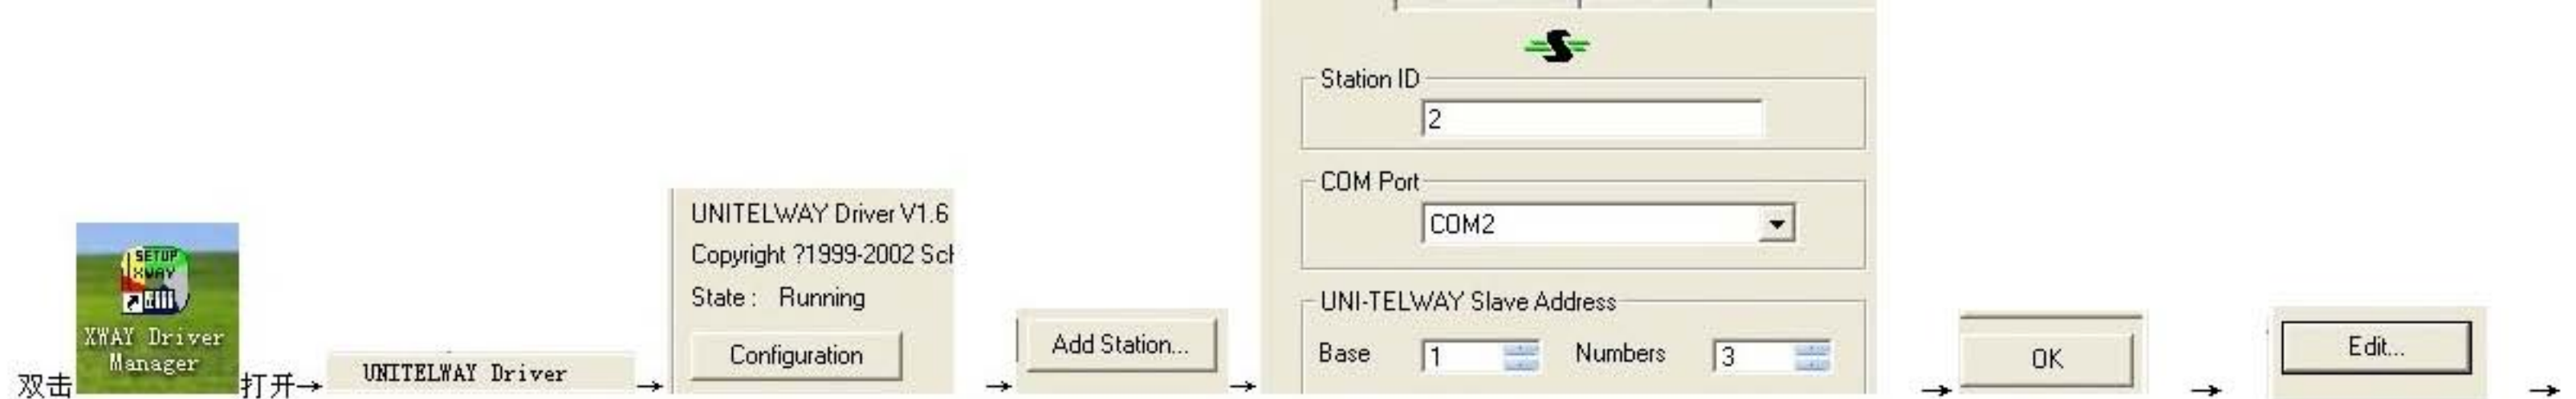 双击
SETUP
XWAY
XWAY Driver
Manager
打开→
UNITELWAY Driver
→
UNITELWAY Driver V1.6
Copyright ?1999-2002 Sch
State : Running
Configuration
→
Add Station...
→
Station ID
2
COM Port
COM2
UNI-TELWAY Slave Address
Base 1 Numbers 3
→
OK
→
Edit...
→